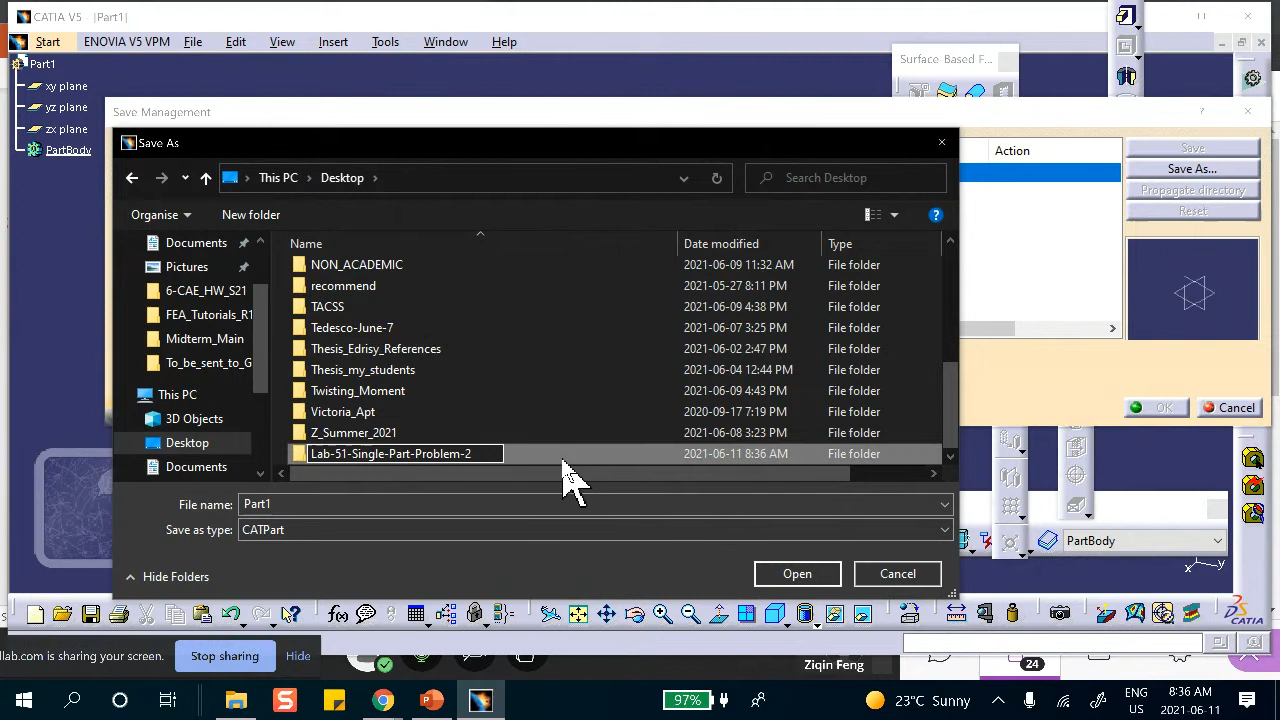 CATIA V5 - [Part1]
Start ENOVIA V5 VPM File Edit View Insert Tools Window Help
Part1
xy plane
yz plane
zx plane
PartBody
Surface Based F...
Save Management
Save As
This PC > Desktop >
Search Desktop
Organise New folder
Documents
Pictures
6-CAE_HW_S21
FEA_Tutorials_R1
Midterm_Main
To_be_sent_to_G
This PC
3D Objects
Desktop
Documents
Name Date modified Type
NON_ACADEMIC 2021-06-09 11:32 AM File folder
recommend 2021-05-27 8:11 PM File folder
TACSS 2021-06-09 4:38 PM File folder
Tedesco-June-7 2021-06-07 3:25 PM File folder
Thesis_Edrisy_References 2021-06-02 2:47 PM File folder
Thesis_my_students 2021-06-04 12:44 PM File folder
Twisting_Moment 2021-06-09 4:43 PM File folder
Victoria_Apt 2020-09-17 7:19 PM File folder
Z_Summer_2021 2021-06-08 3:23 PM File folder
Lab-51-Single-Part-Problem-2 2021-06-11 8:36 AM File folder
File name: Part1
Save as type: CATPart
Hide Folders
Open Cancel
Action
Save
Save As...
Propagate directory
Reset
OK Cancel
PartBody
x y
f(x)
CATIA
llab.com is sharing your screen. Stop sharing Hide
Ziqin Feng
24
97%
23°C Sunny
ENG
US
8:36 AM
2021-06-11